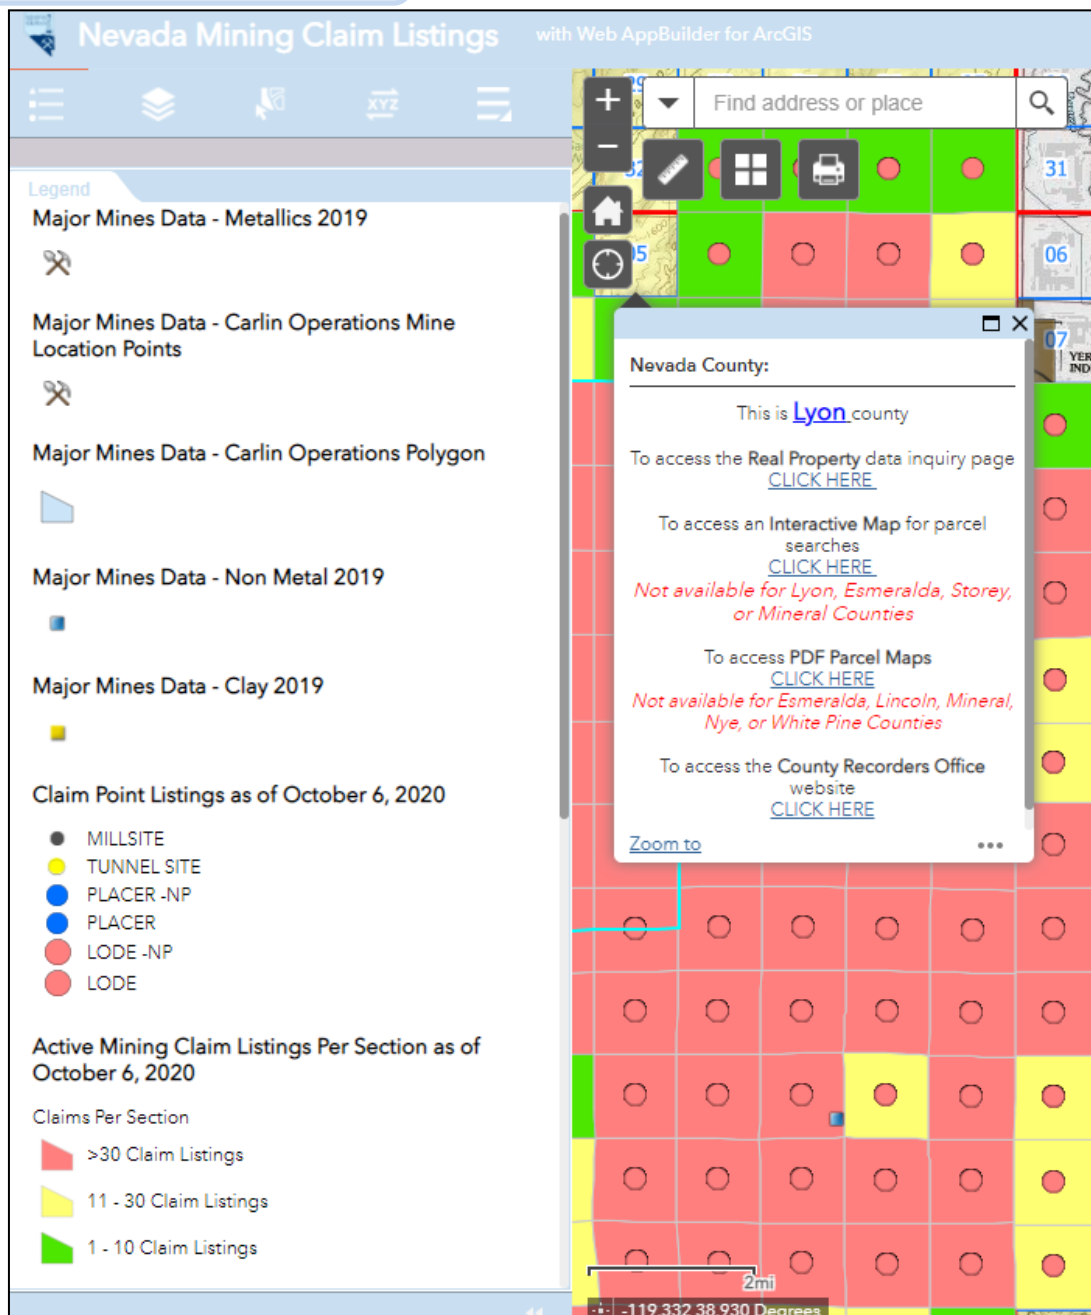 Nevada Mining Claim Listings with Web AppBuilder for ArcGIS
XYZ
Find address or place
Legend
Major Mines Data - Metallics 2019
Major Mines Data - Carlin Operations Mine
Location Points
Major Mines Data - Carlin Operations Polygon
Major Mines Data - Non Metal 2019
Major Mines Data - Clay 2019
Claim Point Listings as of October 6, 2020
MILLSITE
TUNNEL SITE
PLACER -NP
PLACER
LODE -NP
LODE
Active Mining Claim Listings Per Section as of
October 6, 2020
Claims Per Section
>30 Claim Listings
11 - 30 Claim Listings
1 - 10 Claim Listings
31
06
07
Nevada County:
This is Lyon county
To access the Real Property data inquiry page
CLICK HERE
To access an Interactive Map for parcel
searches
CLICK HERE
Not available for Lyon, Esmeralda, Storey,
or Mineral Counties
To access PDF Parcel Maps
CLICK HERE
Not available for Esmeralda, Lincoln, Mineral,
Nye, or White Pine Counties
To access the County Recorders Office
website
CLICK HERE
Zoom to
2mi
-119.332 38.930 Degrees